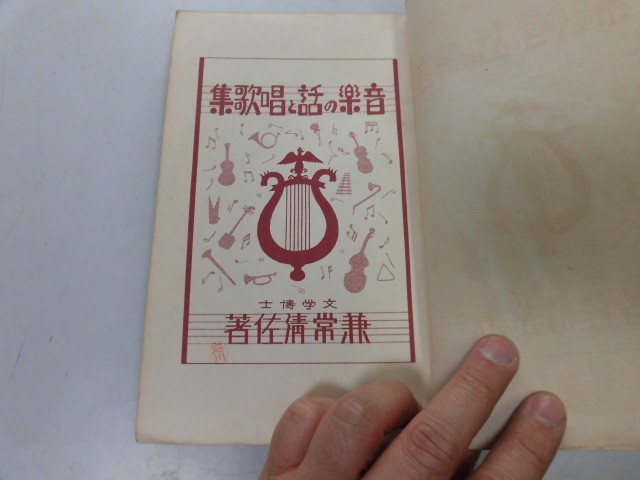 音樂の話と唱歌集
文学博士
兼常清佐著